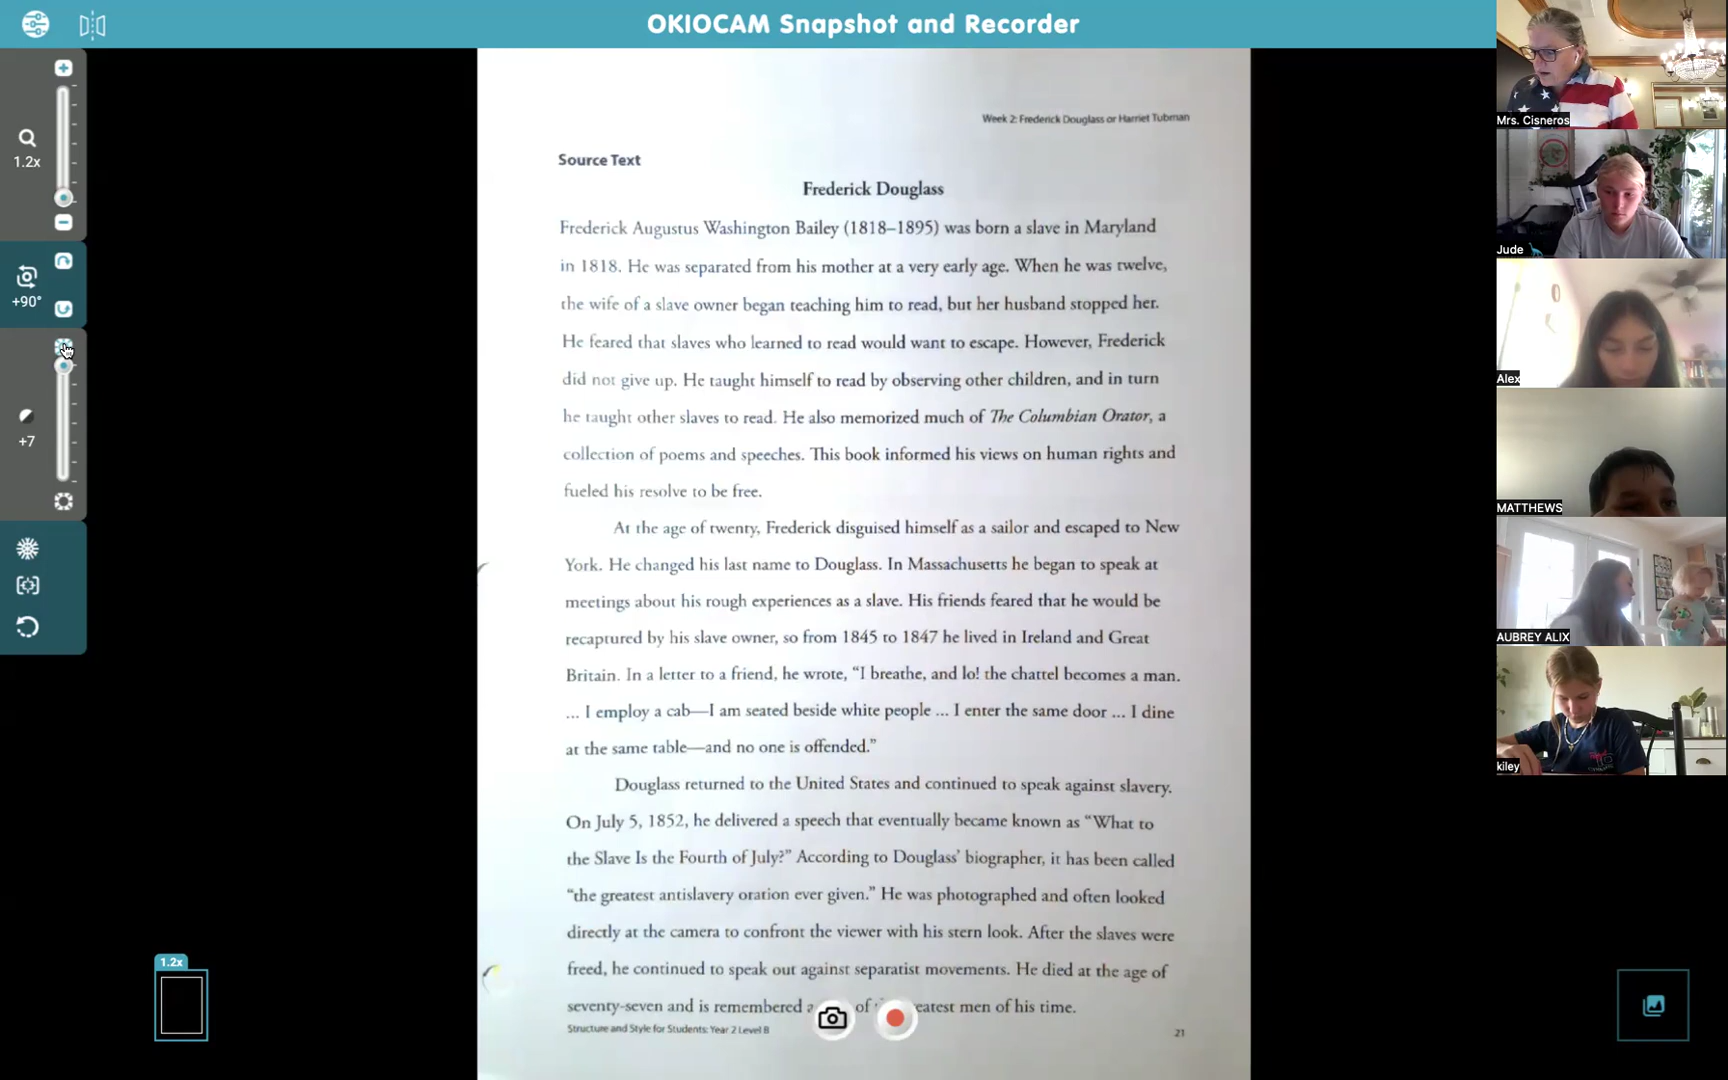 OKIOCAM Snapshot and Recorder
1.2x
+90°
+7
1.2x
Week 2: Frederick Douglass or Harriet Tubman
Source Text
Frederick Douglass
Frederick Augustus Washington Bailey (1818–1895) was born a slave in Maryland
in 1818. He was separated from his mother at a very early age. When he was twelve,
the wife of a slave owner began teaching him to read, but her husband stopped her.
He feared that slaves who learned to read would want to escape. However, Frederick
did not give up. He taught himself to read by observing other children, and in turn
he taught other slaves to read. He also memorized much of The Columbian Orator, a
collection of poems and speeches. This book informed his views on human rights and
fueled his resolve to be free.
At the age of twenty, Frederick disguised himself as a sailor and escaped to New
York. He changed his last name to Douglass. In Massachusetts he began to speak at
meetings about his rough experiences as a slave. His friends feared that he would be
recaptured by his slave owner, so from 1845 to 1847 he lived in Ireland and Great
Britain. In a letter to a friend, he wrote, “I breathe, and lo! the chattel becomes a man.
... I employ a cab—I am seated beside white people ... I enter the same door ... I dine
at the same table—and no one is offended.”
Douglass returned to the United States and continued to speak against slavery.
On July 5, 1852, he delivered a speech that eventually became known as “What to
the Slave Is the Fourth of July?” According to Douglass’ biographer, it has been called
“the greatest antislavery oration ever given.” He was photographed and often looked
directly at the camera to confront the viewer with his stern look. After the slaves were
freed, he continued to speak out against separatist movements. He died at the age of
seventy-seven and is remembered of eatest men of his time.
Structure and Style for Students: Year 2 Level B
21
Mrs. Cisneros
Jude
Alex
MATTHEWS
AUBREY ALIX
kiley